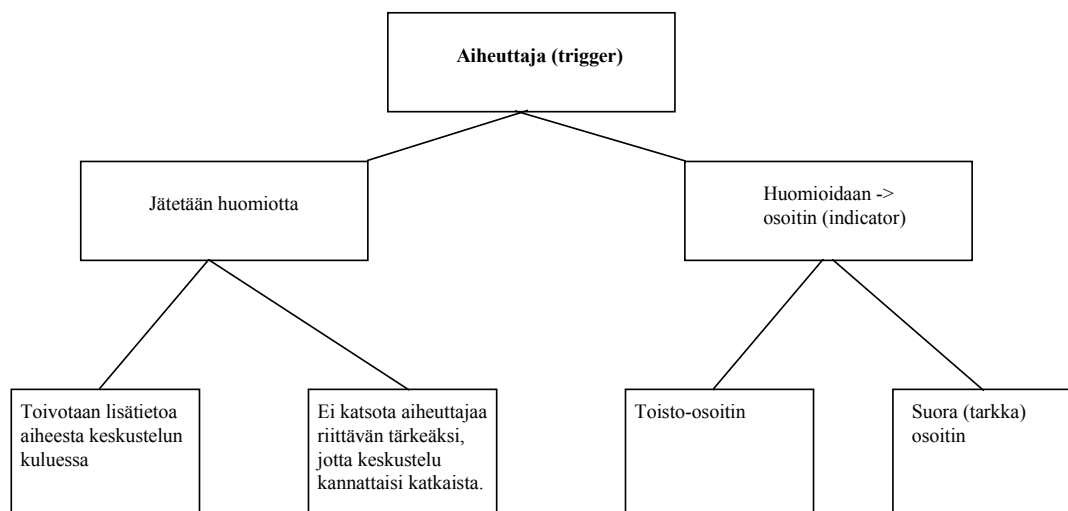 Aiheuttaja (trigger)
Jätetään huomiotta
Huomioidaan ->
osoitin (indicator)
Toivotaan lisätietoa
aiheesta keskustelun
kuluessa
Ei katsota aiheuttajaa
riittävän tärkeäksi,
jotta keskustelu
kannattaisi katkaista.
Toisto-osoitin
Suora (tarkka)
osoitin